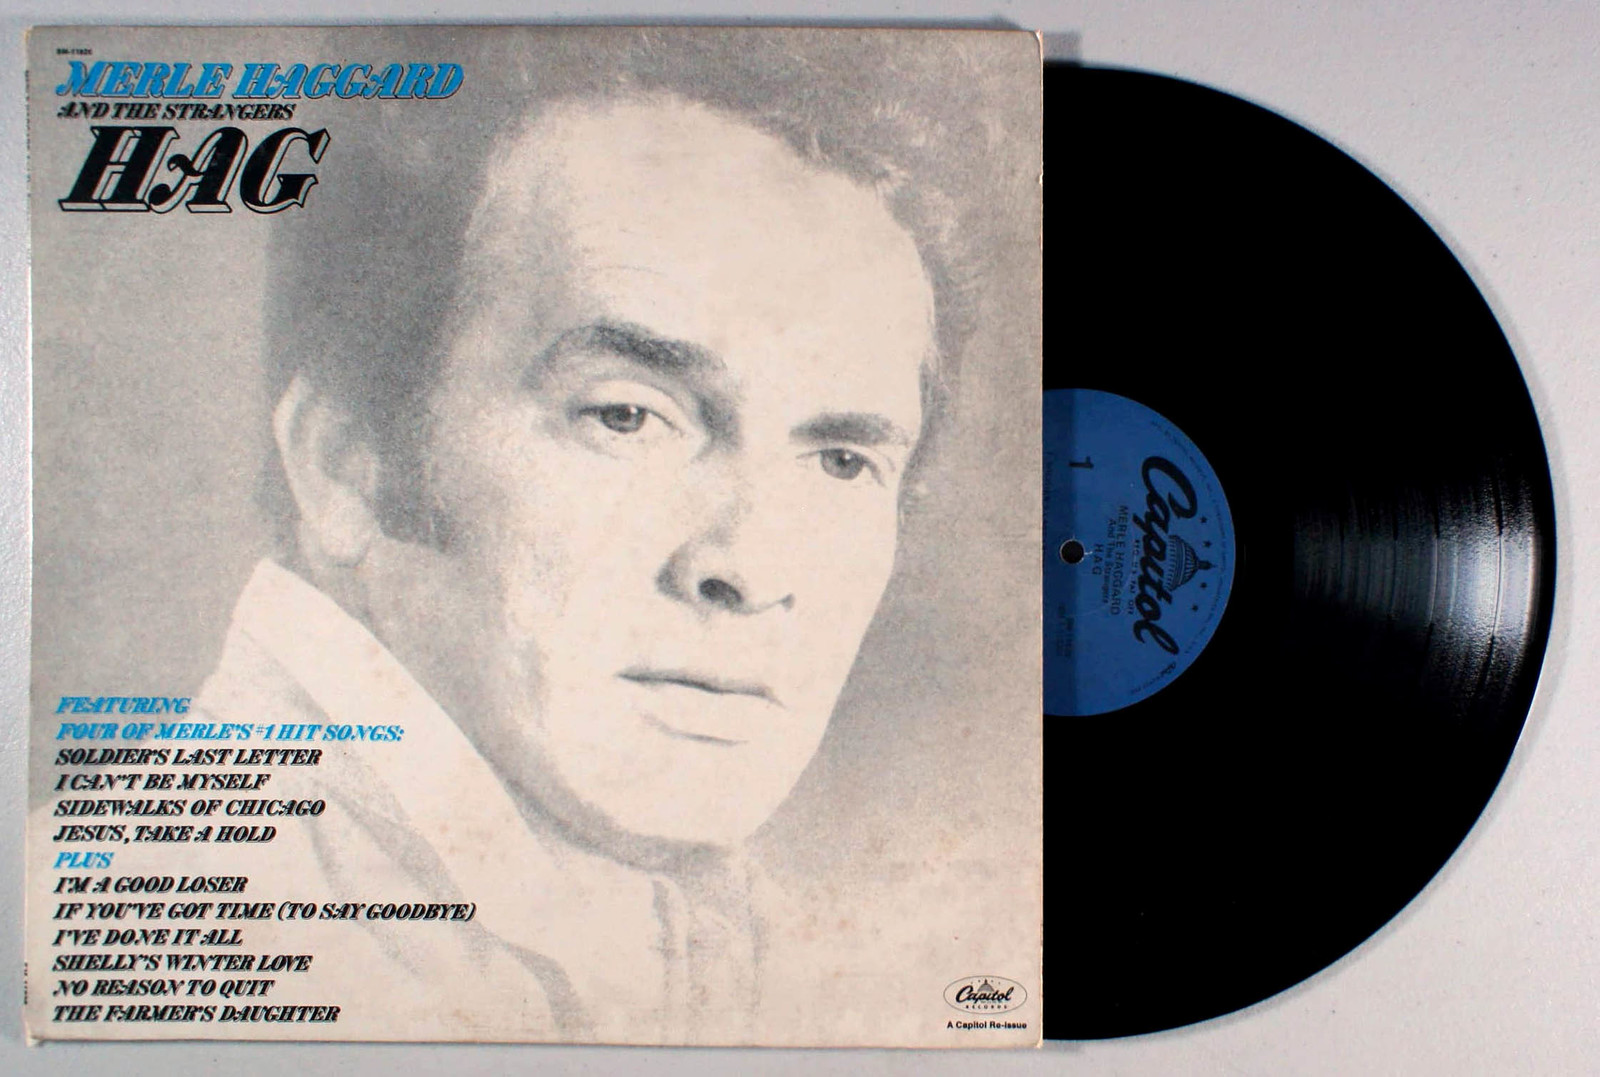 MERLE HAGGARD
AND THE STRANGERS
HAG
FEATURING
FOUR OF MERLE'S #1 HIT SONGS:
SOLDIER'S LAST LETTER
I CAN'T BE MYSELF
SIDEWALKS OF CHICAGO
JESUS, TAKE A HOLD
PLUS
I'M A GOOD LOSER
IF YOU'VE GOT TIME (TO SAY GOODBYE)
I'VE DONE IT ALL
SHELLY'S WINTER LOVE
NO REASON TO QUIT
THE FARMER'S DAUGHTER
Capitol
RECORDS
A Capitol Re-Issue
Capitol
1
MERLE HAGGARD
And The Strangers
HAG